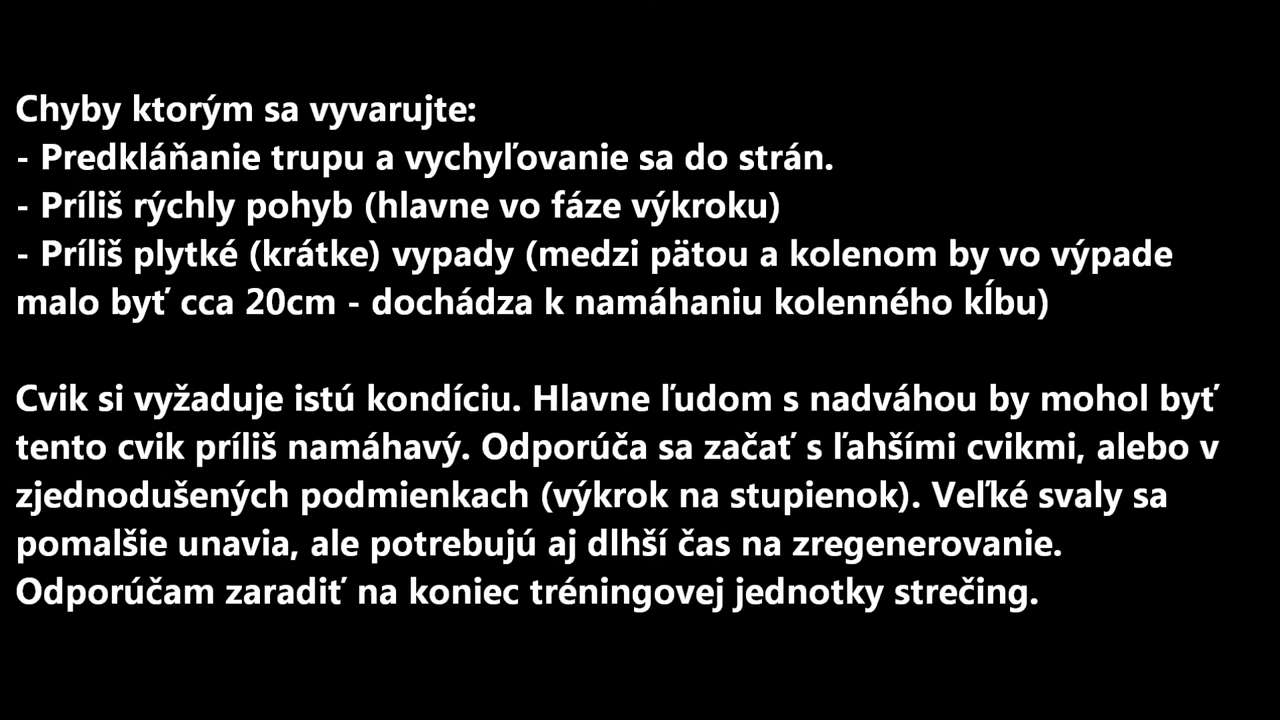 Chyby ktorým sa vyvarujte:
- Predkláňanie trupu a vychyľovanie sa do strán.
- Príliš rýchly pohyb (hlavne vo fáze výkroku)
- Príliš plytké (krátke) vypady (medzi pätou a kolenom by vo výpade
malo byť cca 20cm - dochádza k namáhaniu kolenného kĺbu)
Cvik si vyžaduje istú kondíciu. Hlavne ľudom s nadváhou by mohol byť
tento cvik príliš namáhavý. Odporúča sa začať s ľahšími cvikmi, alebo v
zjednodušených podmienkach (výkrok na stupienok). Veľké svaly sa
pomalšie unavia, ale potrebujú aj dlhší čas na zregenerovanie.
Odporúčam zaradiť na koniec tréningovej jednotky strečing.